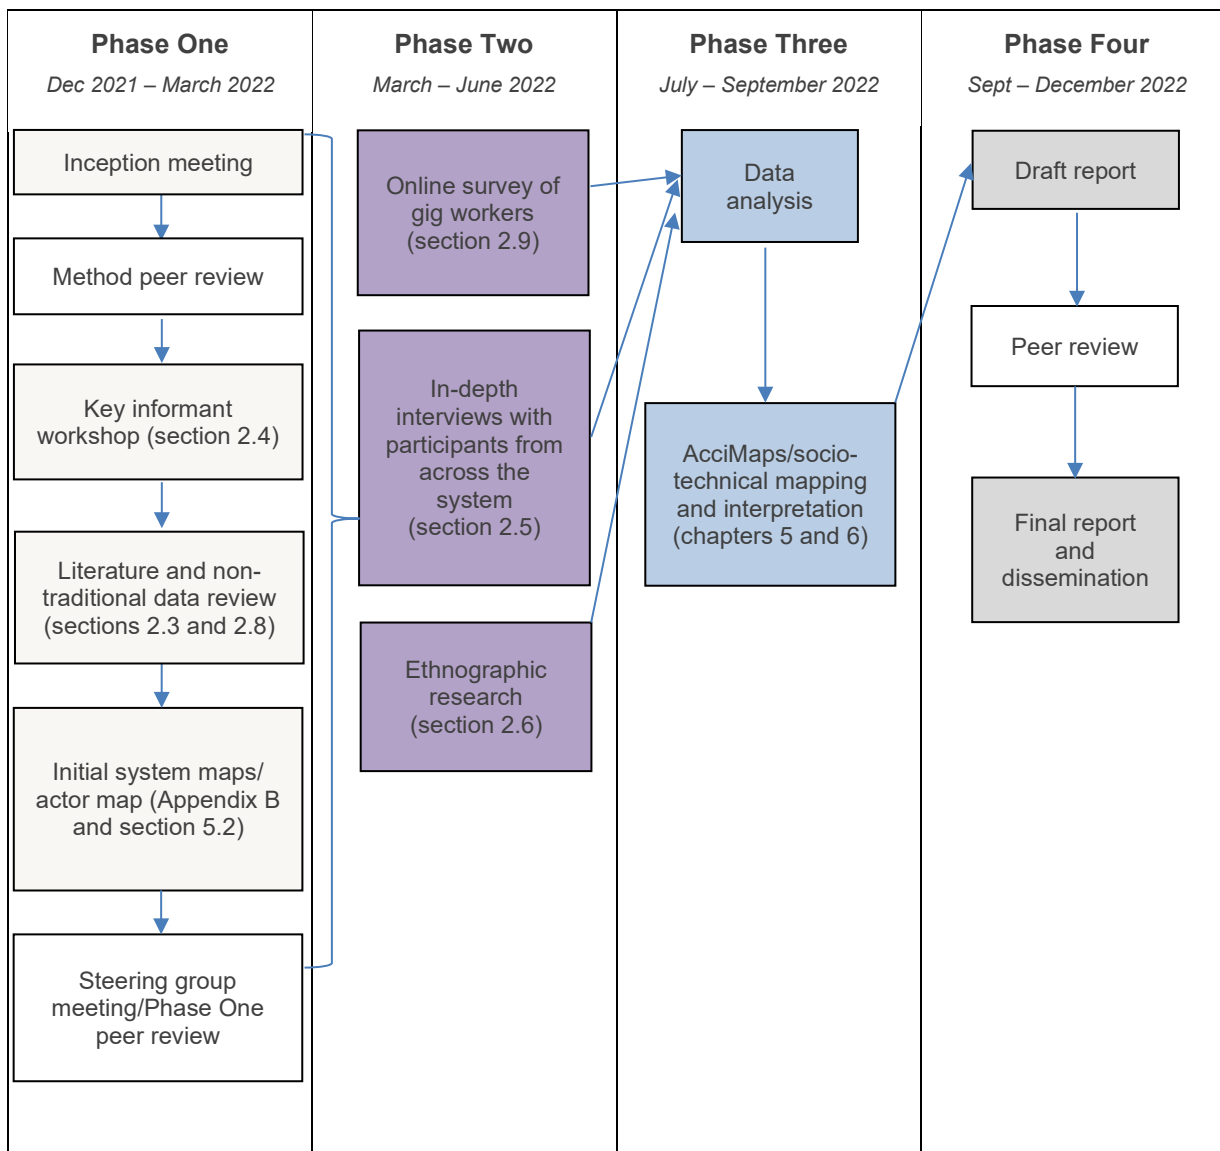 Phase One
Dec 2021 – March 2022
Inception meeting
Method peer review
Key informant
workshop (section 2.4)
Literature and non-
traditional data review
(sections 2.3 and 2.8)
Initial system maps/
actor map (Appendix B
and section 5.2)
Steering group
meeting/Phase One
peer review
Phase Two
March – June 2022
Online survey of
gig workers
(section 2.9)
In-depth
interviews with
participants from
across the
system
(section 2.5)
Ethnographic
research
(section 2.6)
Phase Three
July – September 2022
Data
analysis
AcciMaps/socio-
technical mapping
and interpretation
(chapters 5 and 6)
Phase Four
Sept – December 2022
Draft report
Peer review
Final report
and
dissemination